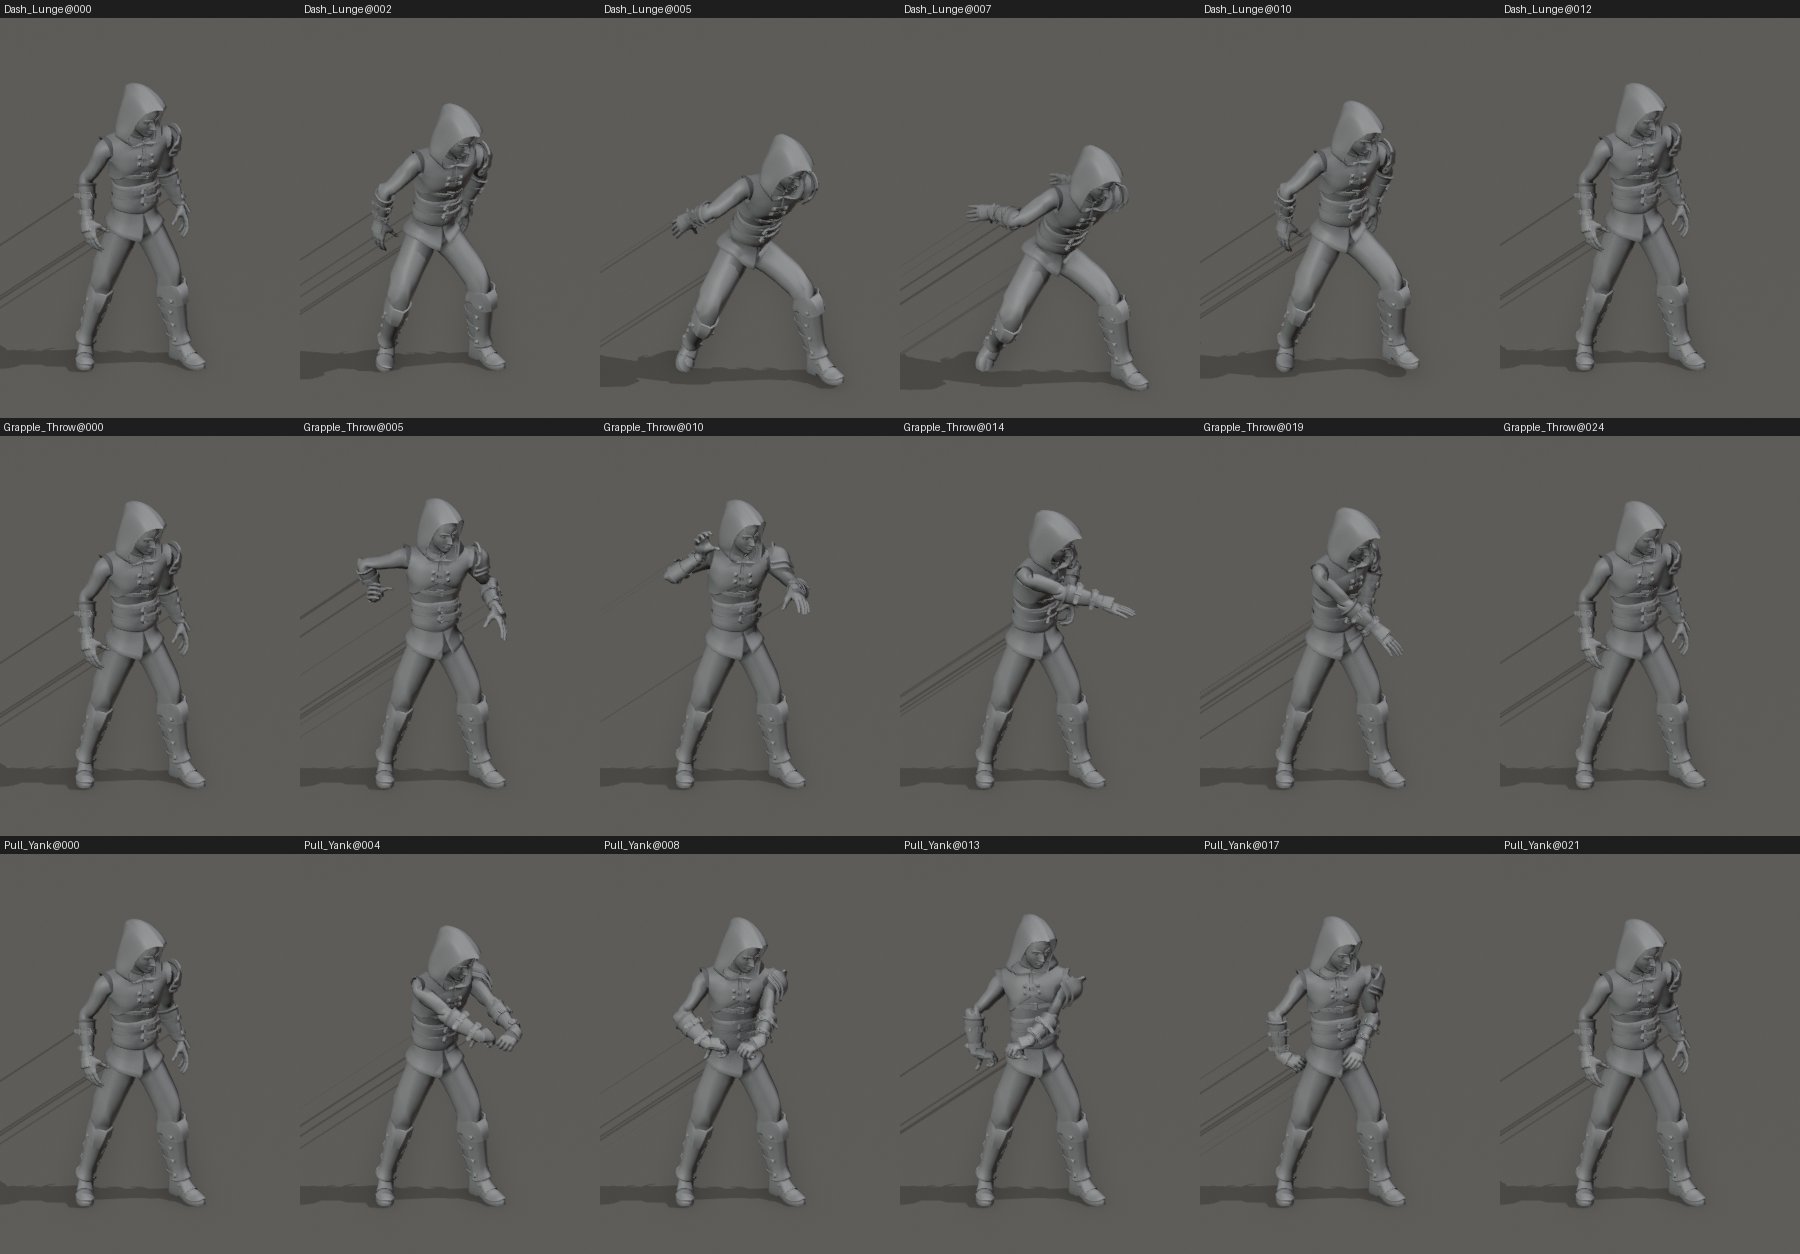 Dash_Lunge@000
Dash_Lunge@002
Dash_Lunge@005
Dash_Lunge@007
Dash_Lunge@010
Dash_Lunge@012
Grapple_Throw@000
Grapple_Throw@005
Grapple_Throw@010
Grapple_Throw@014
Grapple_Throw@019
Grapple_Throw@024
Pull_Yank@000
Pull_Yank@004
Pull_Yank@008
Pull_Yank@013
Pull_Yank@017
Pull_Yank@021